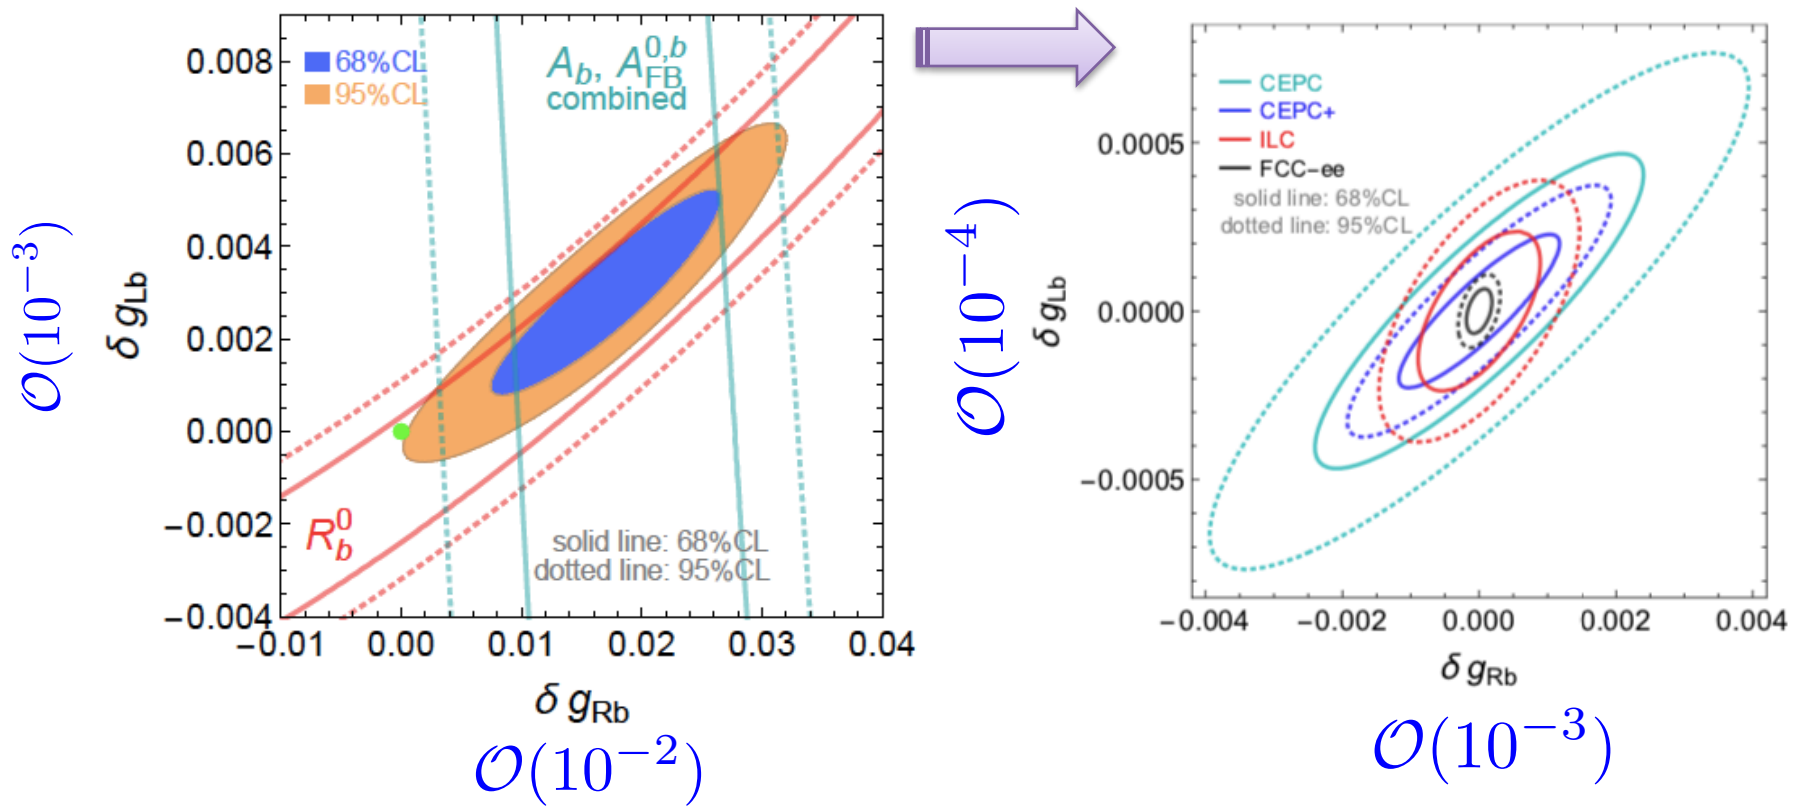 0.008
0.006
0.004
0.002
0.000
−0.002
−0.004
−0.01 0.00 0.01 0.02 0.03 0.04
68%CL
95%CL
A_b, A_FB^{0,b}
combined
R_b^0
solid line: 68%CL
dotted line: 95%CL
δ g_Lb
𝒪(10^{−3})
δ g_Rb
𝒪(10^{−2})
CEPC
CEPC+
ILC
FCC−ee
solid line: 68%CL
dotted line: 95%CL
0.0005
0.0000
−0.0005
−0.004 −0.002 0.000 0.002 0.004
δ g_Lb
𝒪(10^{−4})
δ g_Rb
𝒪(10^{−3})